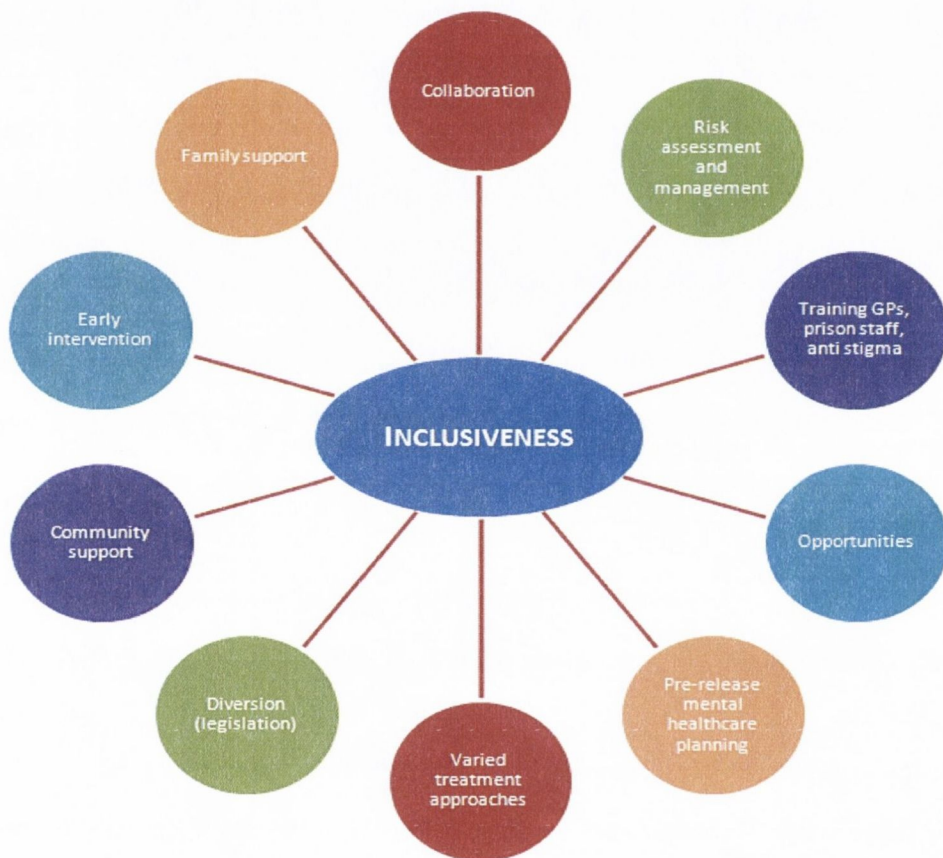 Collaboration
Risk
assessment
and
management
Training GPs,
prison staff,
anti stigma
Opportunities
Pre-release
mental
healthcare
planning
Varied
treatment
approaches
Diversion
(legislation)
Community
support
Early
intervention
Family support
INCLUSIVENESS